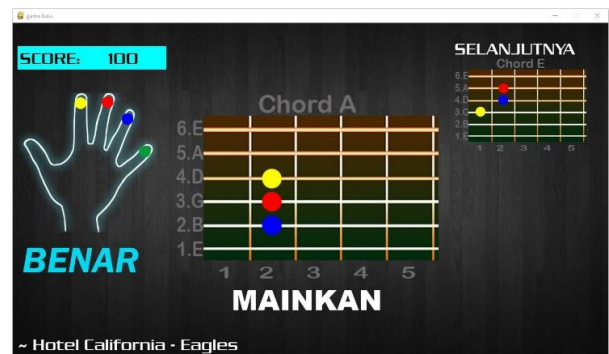 game basic
SCORE: 100
BENAR
Chord A
6.E
5.A
4.D
3.G
2.B
1.E
1 2 3 4 5
MAINKAN
SELANJUTNYA
Chord E
6.E
5.A
4.D
3.G
2.B
1.E
1 2 3 4 5
~ Hotel California - Eagles